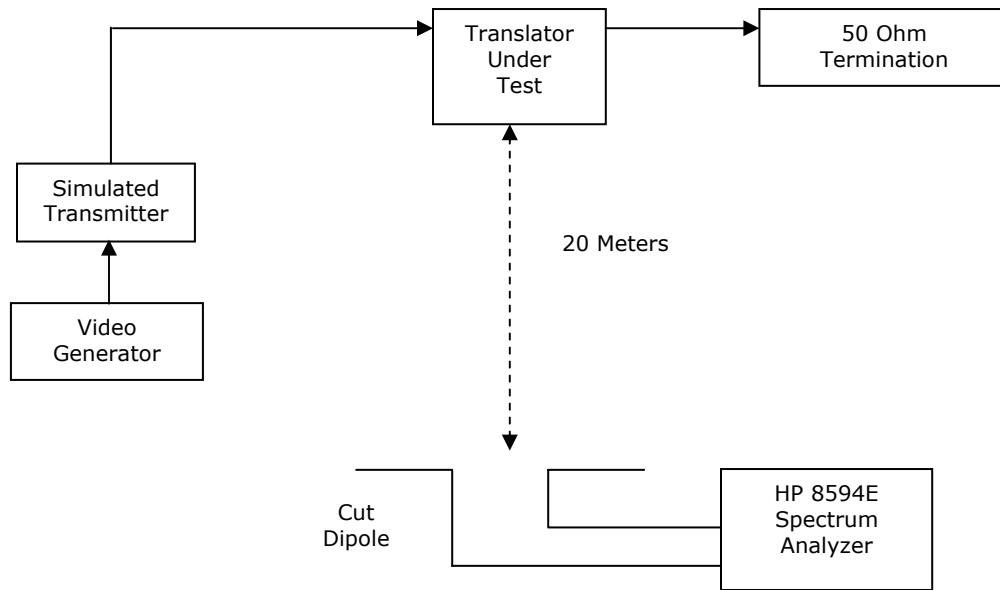 Translator
Under
Test
50 Ohm
Termination
Simulated
Transmitter
20 Meters
Video
Generator
Cut
Dipole
HP 8594E
Spectrum
Analyzer